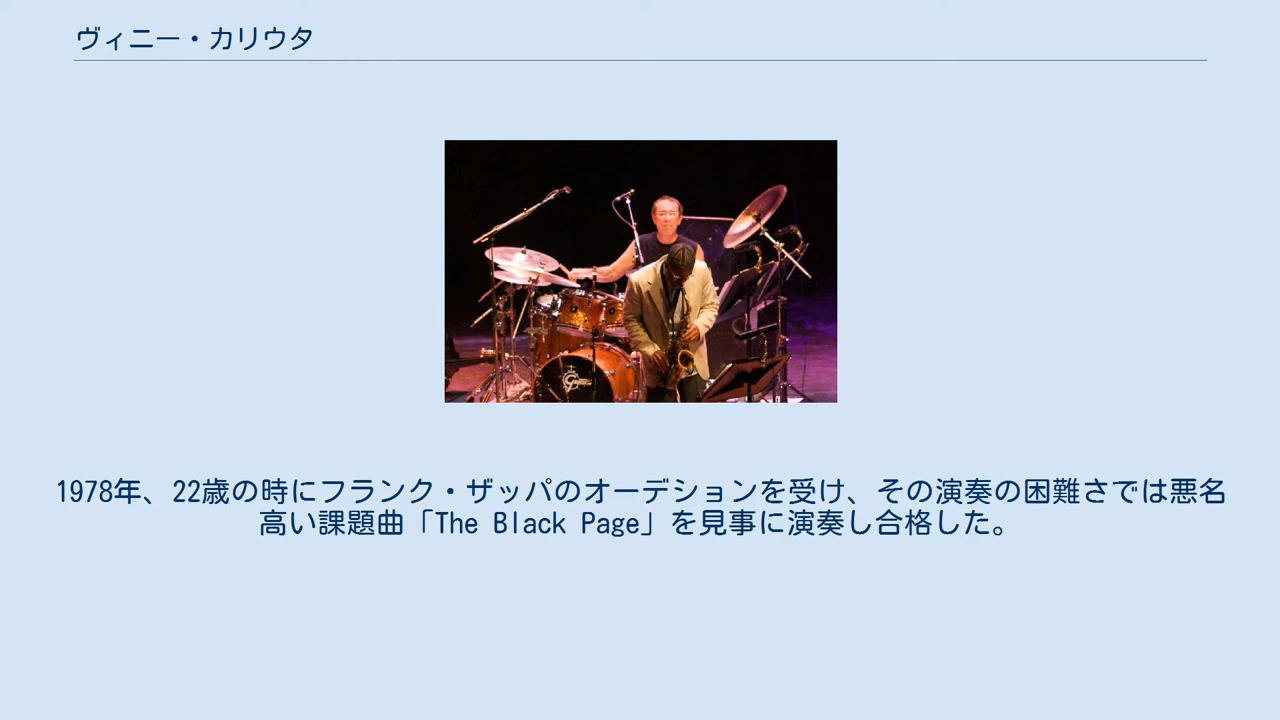 ヴィニー・カリウタ
1978年、22歳の時にフランク・ザッパのオーデションを受け、その演奏の困難さでは悪名
高い課題曲「The Black Page」を見事に演奏し合格した。